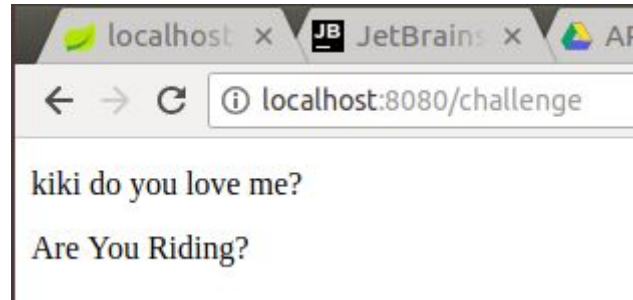 localhost JetBrains AP
localhost:8080/challenge
kiki do you love me?
Are You Riding?